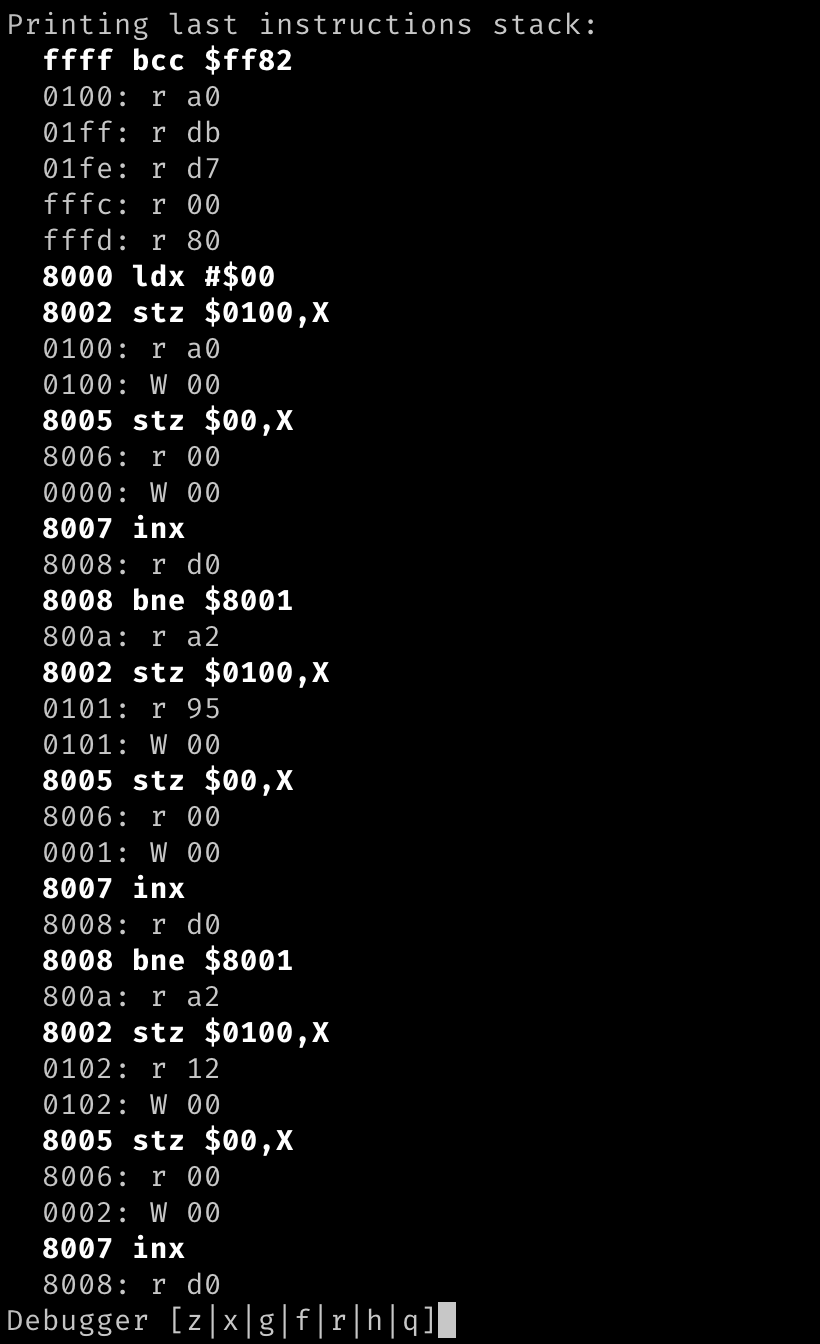 Printing last instructions stack:
ffff bcc $ff82
0100: r a0
01ff: r db
01fe: r d7
fffc: r 00
fffd: r 80
8000 ldx #$00
8002 stz $0100,X
0100: r a0
0100: W 00
8005 stz $00,X
8006: r 00
0000: W 00
8007 inx
8008: r d0
8008 bne $8001
800a: r a2
8002 stz $0100,X
0101: r 95
0101: W 00
8005 stz $00,X
8006: r 00
0001: W 00
8007 inx
8008: r d0
8008 bne $8001
800a: r a2
8002 stz $0100,X
0102: r 12
0102: W 00
8005 stz $00,X
8006: r 00
0002: W 00
8007 inx
8008: r d0
Debugger [z|x|g|f|r|h|q]